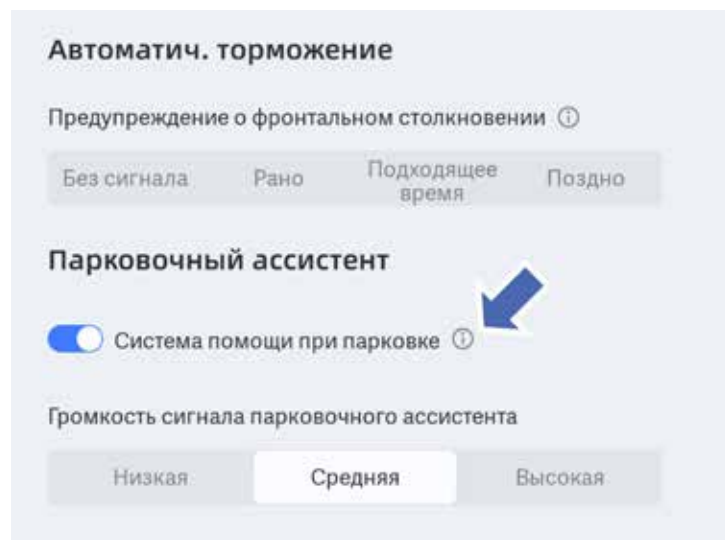 Автоматич. торможение
Предупреждение о фронтальном столкновении
Без сигнала Рано Подходящее время Поздно
Парковочный ассистент
Система помощи при парковке
Громкость сигнала парковочного ассистента
Низкая Средняя Высокая